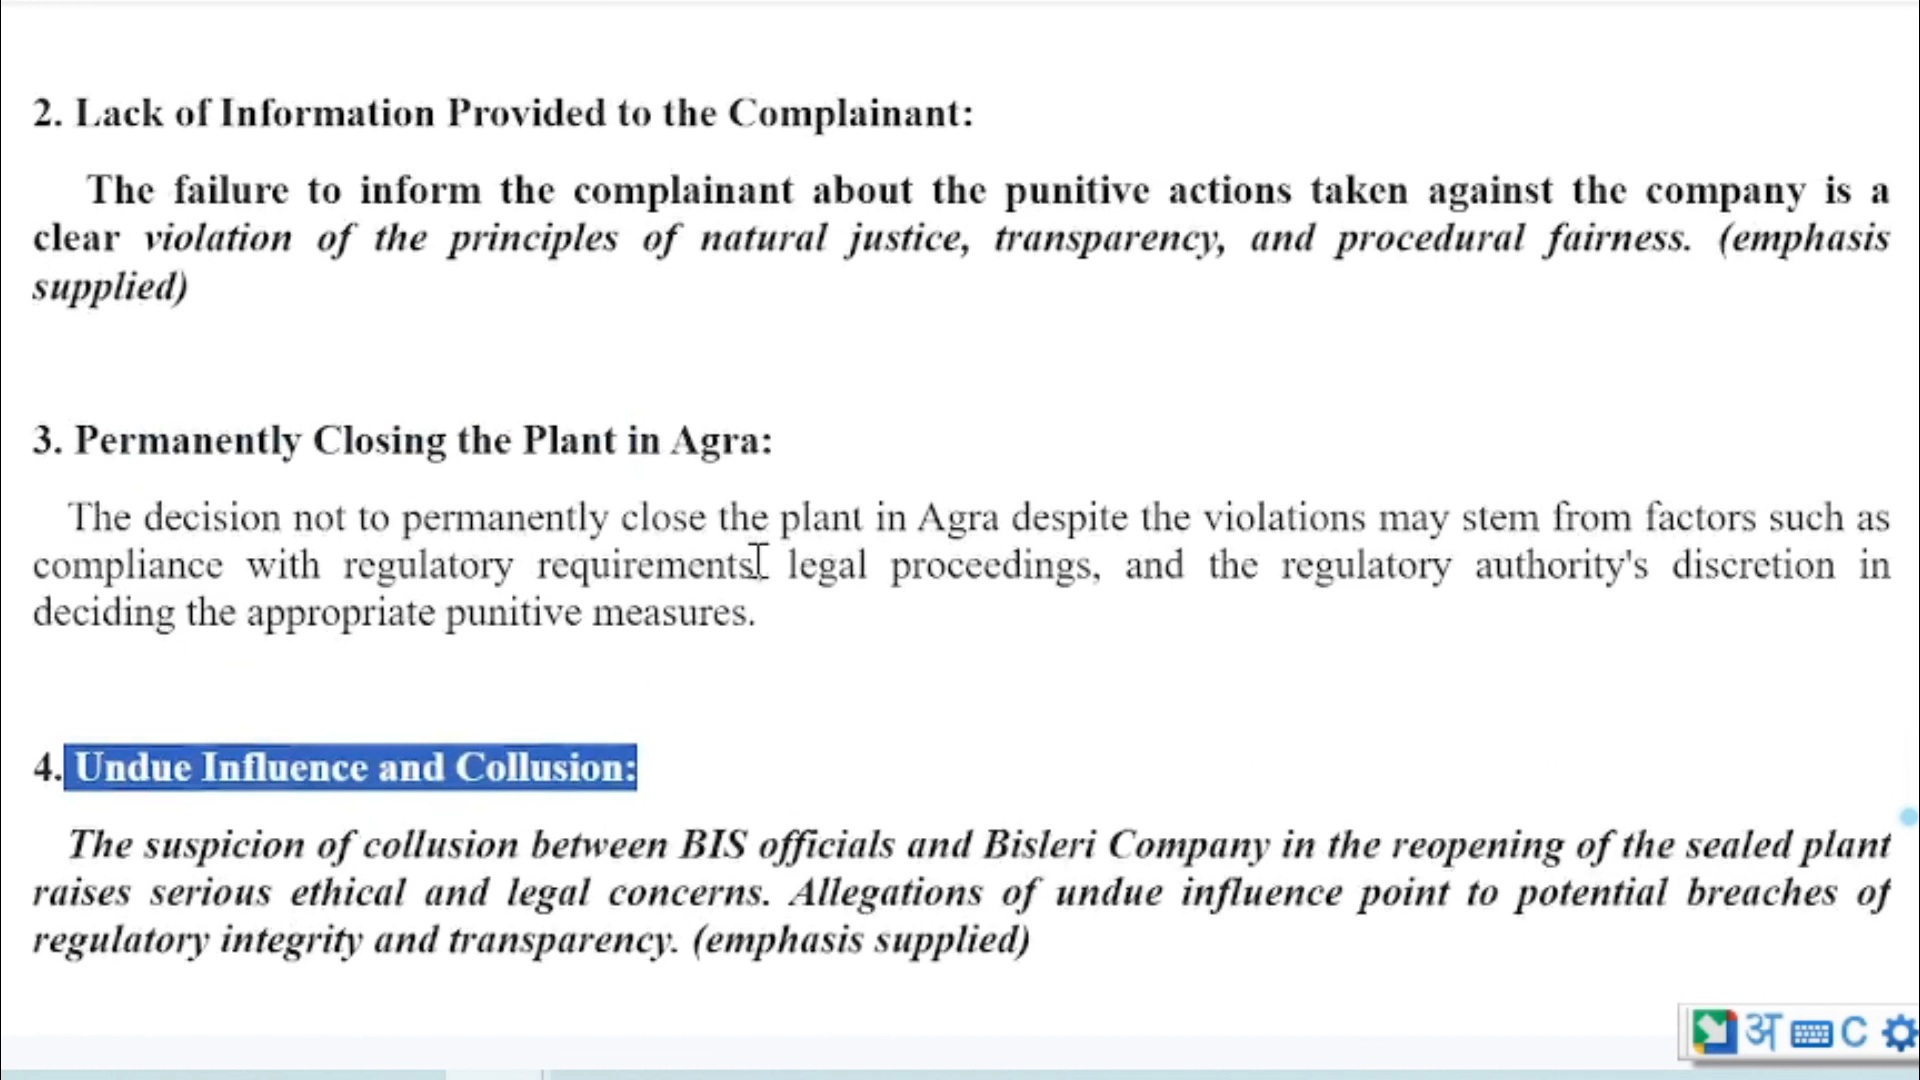 2. Lack of Information Provided to the Complainant:
The failure to inform the complainant about the punitive actions taken against the company is a
clear violation of the principles of natural justice, transparency, and procedural fairness. (emphasis
supplied)
3. Permanently Closing the Plant in Agra:
The decision not to permanently close the plant in Agra despite the violations may stem from factors such as
compliance with regulatory requirements, legal proceedings, and the regulatory authority's discretion in
deciding the appropriate punitive measures.
4. Undue Influence and Collusion:
The suspicion of collusion between BIS officials and Bisleri Company in the reopening of the sealed plant
raises serious ethical and legal concerns. Allegations of undue influence point to potential breaches of
regulatory integrity and transparency. (emphasis supplied)
अ C